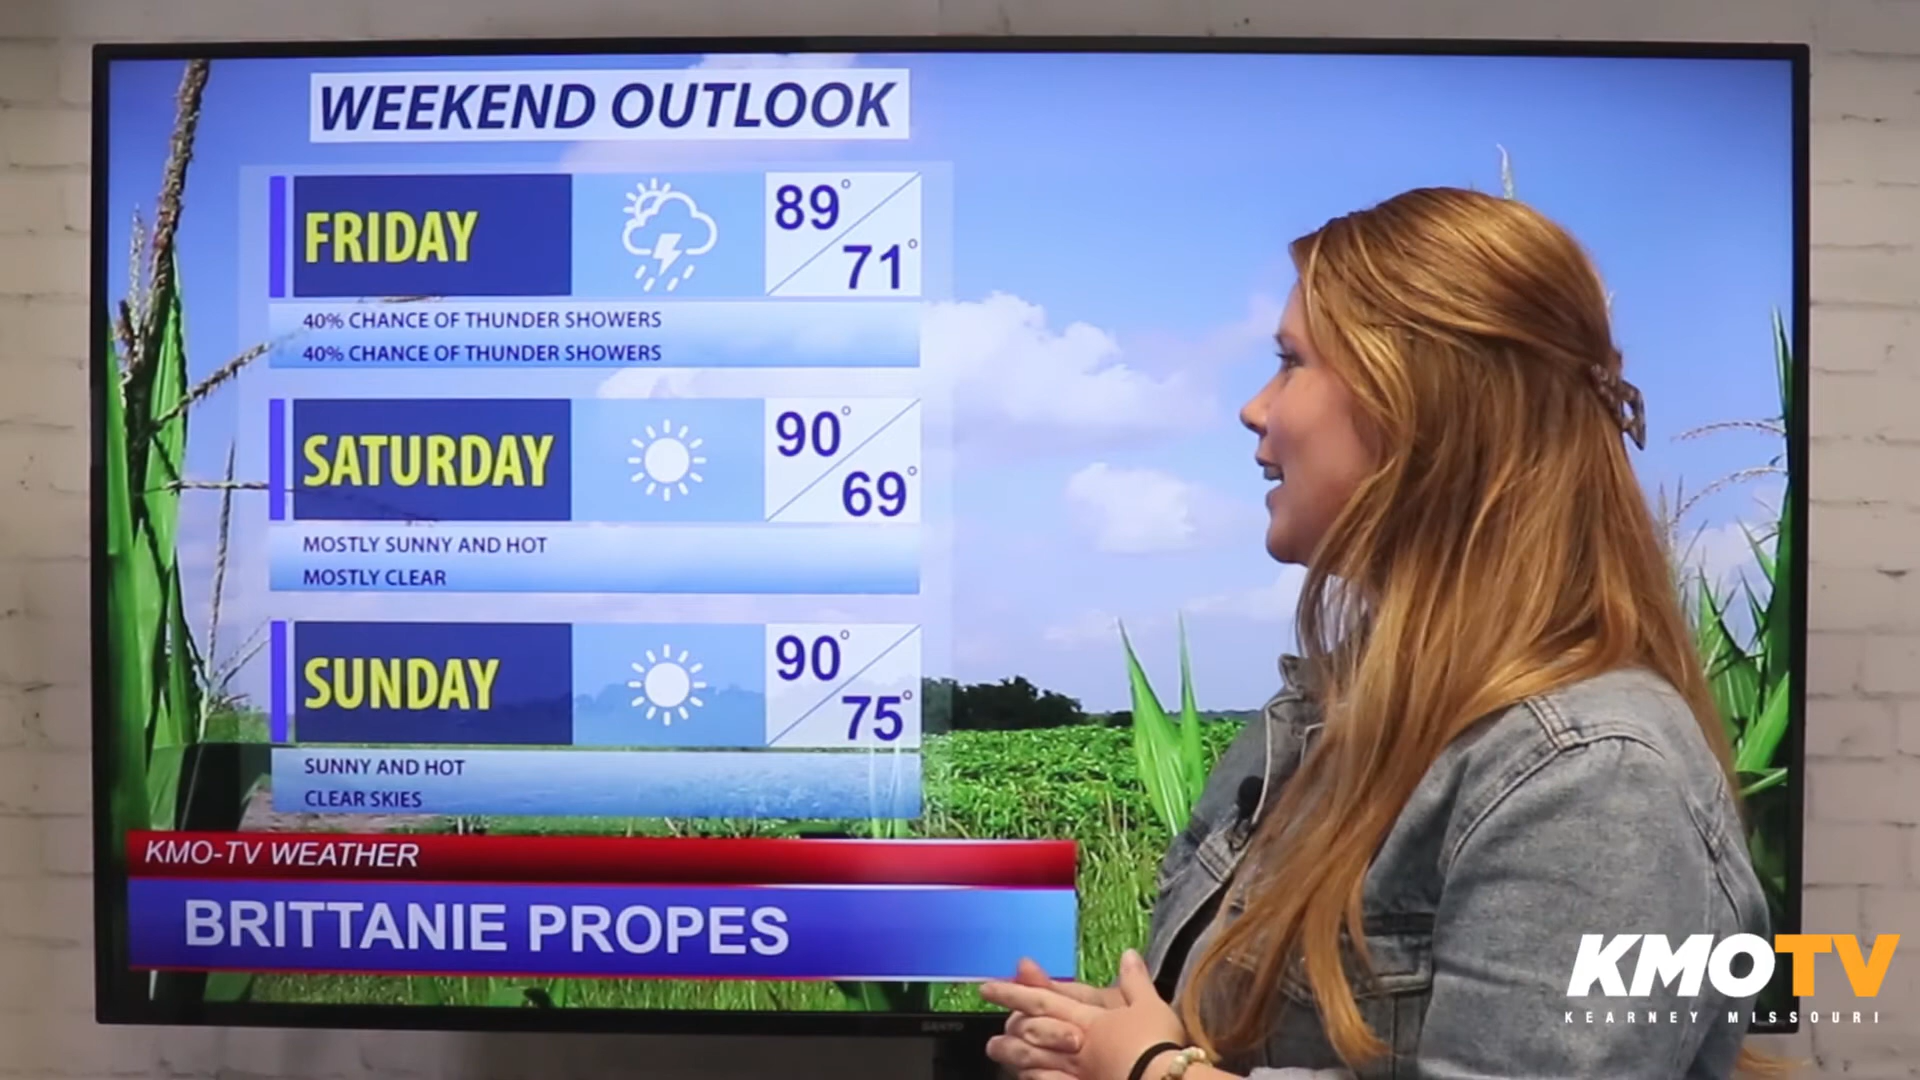 WEEKEND OUTLOOK
FRIDAY
89°
71°
40% CHANCE OF THUNDER SHOWERS
40% CHANCE OF THUNDER SHOWERS
SATURDAY
90°
69°
MOSTLY SUNNY AND HOT
MOSTLY CLEAR
SUNDAY
90°
75°
SUNNY AND HOT
CLEAR SKIES
KMO-TV WEATHER
BRITTANIE PROPES
SANYO
KMOTV
KEARNEY MISSOURI